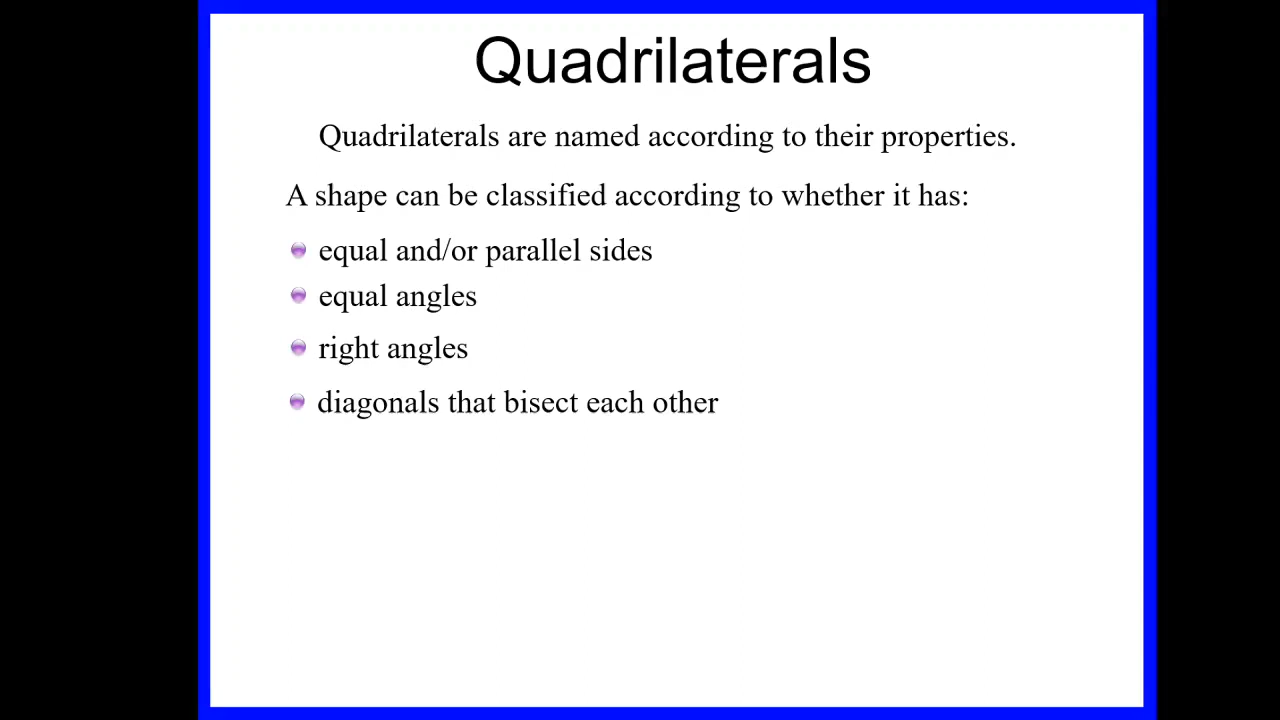 Quadrilaterals
Quadrilaterals are named according to their properties.
A shape can be classified according to whether it has:
equal and/or parallel sides
equal angles
right angles
diagonals that bisect each other